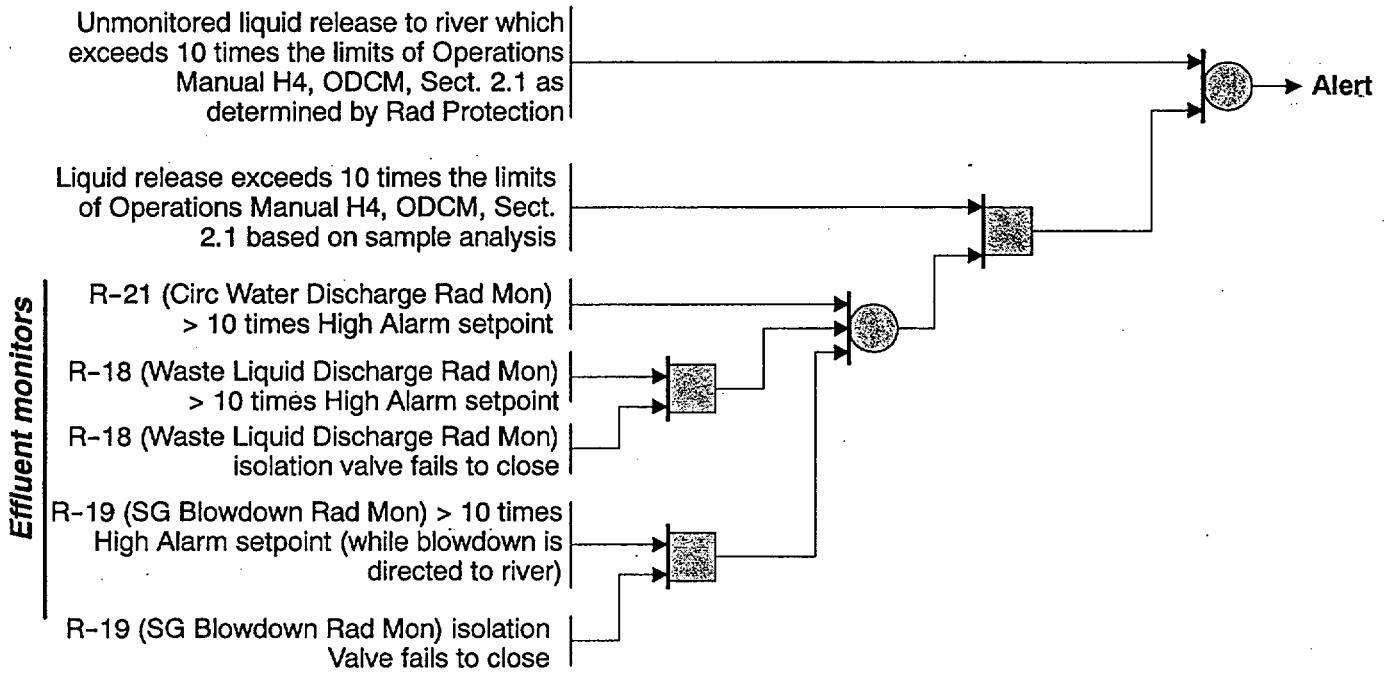 Unmonitored liquid release to river which
exceeds 10 times the limits of Operations
Manual H4, ODCM, Sect. 2.1 as
determined by Rad Protection
Alert
Liquid release exceeds 10 times the limits
of Operations Manual H4, ODCM, Sect.
2.1 based on sample analysis
Effluent monitors
R-21 (Circ Water Discharge Rad Mon)
> 10 times High Alarm setpoint
R-18 (Waste Liquid Discharge Rad Mon)
> 10 times High Alarm setpoint
R-18 (Waste Liquid Discharge Rad Mon)
isolation valve fails to close
R-19 (SG Blowdown Rad Mon) > 10 times
High Alarm setpoint (while blowdown is
directed to river)
R-19 (SG Blowdown Rad Mon) isolation
Valve fails to close